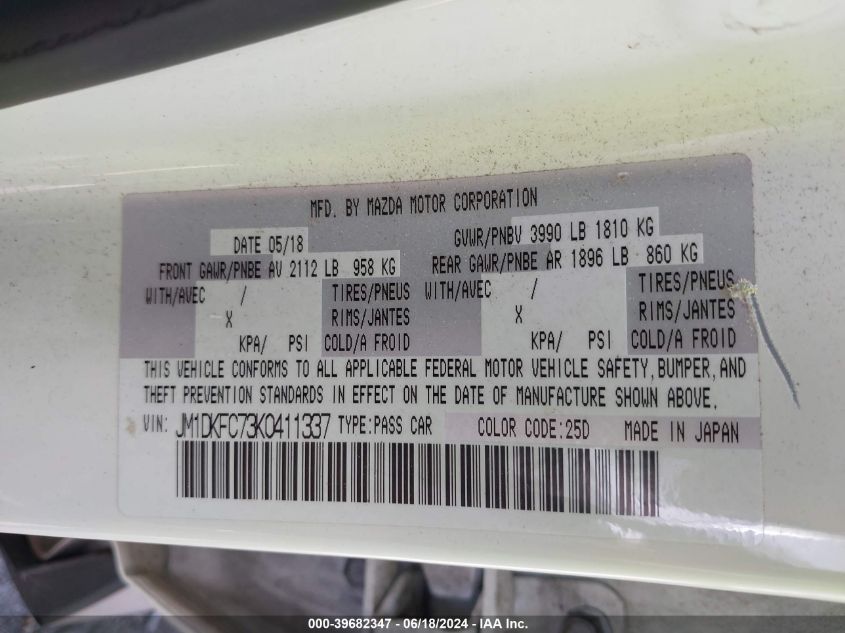 MFD. BY MAZDA MOTOR CORPORATION
DATE 05/18 GVWR/PNBV 3990 LB 1810 KG
FRONT GAWR/PNBE AV 2112 LB 958 KG REAR GAWR/PNBE AR 1896 LB 860 KG
WITH/AVEC / TIRES/PNEUS WITH/AVEC / TIRES/PNEUS
X RIMS/JANTES X RIMS/JANTES
KPA/ PSI COLD/A FROID KPA/ PSI COLD/A FROID
THIS VEHICLE CONFORMS TO ALL APPLICABLE FEDERAL MOTOR VEHICLE SAFETY, BUMPER, AND
THEFT PREVENTION STANDARDS IN EFFECT ON THE DATE OF MANUFACTURE SHOWN ABOVE.
VIN: JM1DKFC73K0411337 TYPE:PASS CAR COLOR CODE:25D MADE IN JAPAN
000-39682347 - 06/18/2024 - IAA Inc.